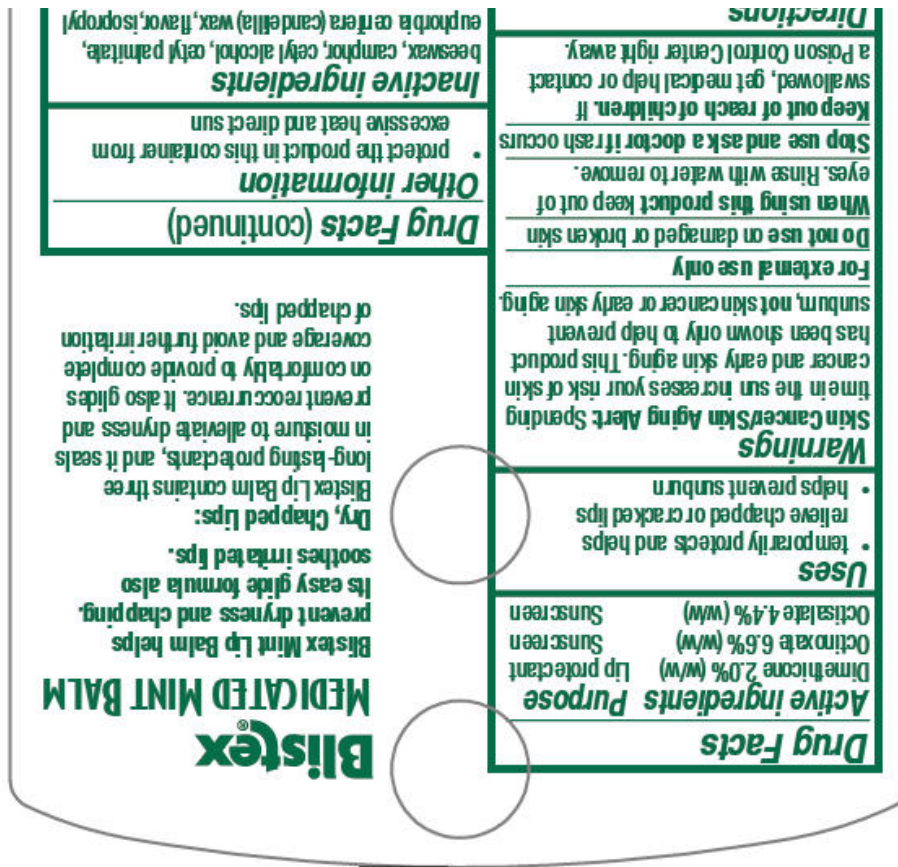 Drug Facts
Active ingredients Purpose
Dimethicone 2.0% (w/w) Lip protectant
Octinoxate 6.6% (w/w) Sunscreen
Octisalate 4.4% (w/w) Sunscreen
Uses
• temporarily protects and helps
relieve chapped or cracked lips
• helps prevent sunburn
Warnings
Skin Cancer/Skin Aging Alert: Spending
time in the sun increases your risk of skin
cancer and early skin aging. This product
has been shown only to help prevent
sunburn, not skin cancer or early skin aging.
For external use only
Do not use on damaged or broken skin
When using this product keep out of
eyes. Rinse with water to remove.
Stop use and ask a doctor if rash occurs
Keep out of reach of children. If
swallowed, get medical help or contact
a Poison Control Center right away.
Directions
Blistex®
MEDICATED MINT BALM
Blistex Mint Lip Balm helps
prevent dryness and chapping.
Its easy glide formula also
soothes irritated lips.
Dry, Chapped Lips:
Blistex Lip Balm contains three
long-lasting protectants, and it seals
in moisture to alleviate dryness and
prevent reoccurrence. It also glides
on comfortably to provide complete
coverage and avoid further irritation
of chapped lips.
Drug Facts (continued)
Other information
• protect the product in this container from
excessive heat and direct sun
Inactive ingredients
beeswax, camphor, cetyl alcohol, cetyl palmitate,
euphorbia cerifera (candelilla) wax, flavor, isopropyl